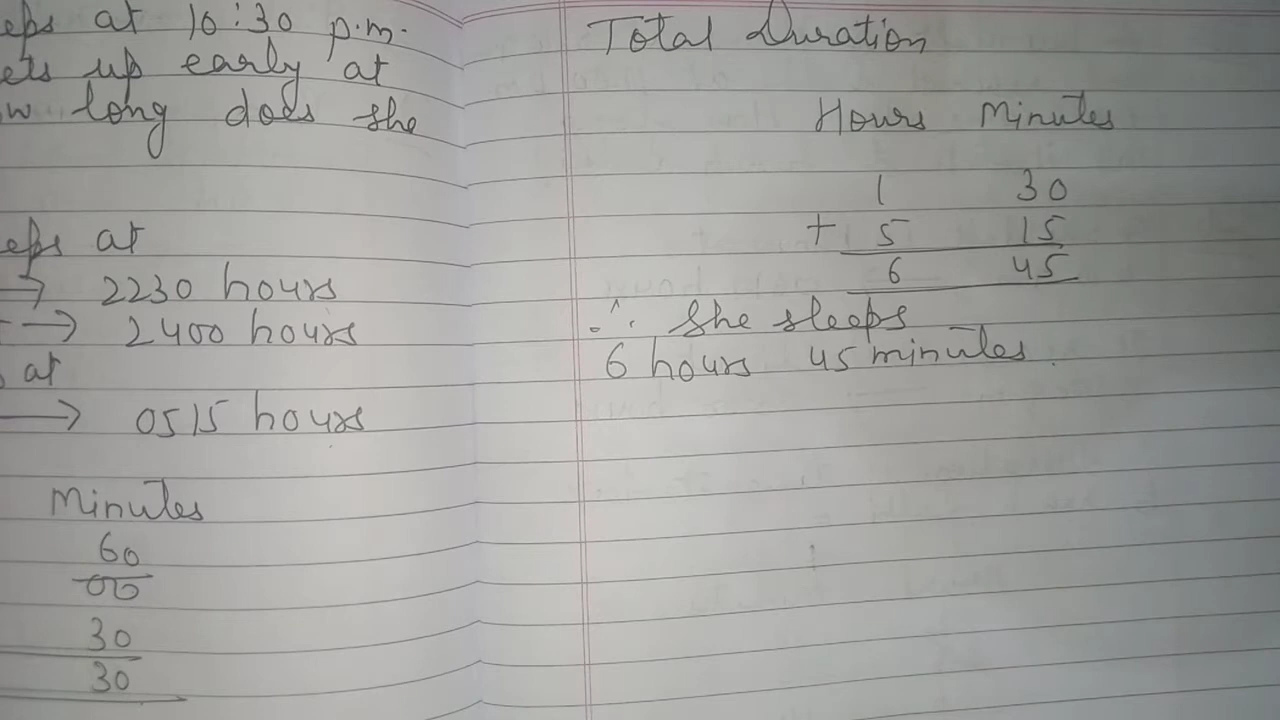 eps at 10:30 p.m.
ets up early at
w long does she
eps at
→ 2230 hours
→ 2400 hours
at
→ 0515 hours
Minutes
60
00
30
30
Total Duration
Hours Minutes
1 30
+ 5 15
6 45
∴ She sleeps
6 hours 45 minutes.